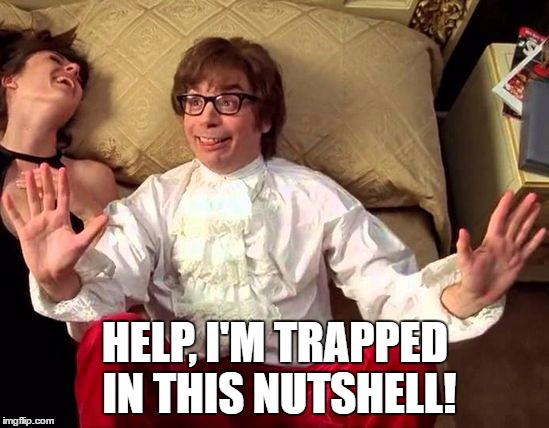 HELP, I'M TRAPPED
IN THIS NUTSHELL!
imgflip.com